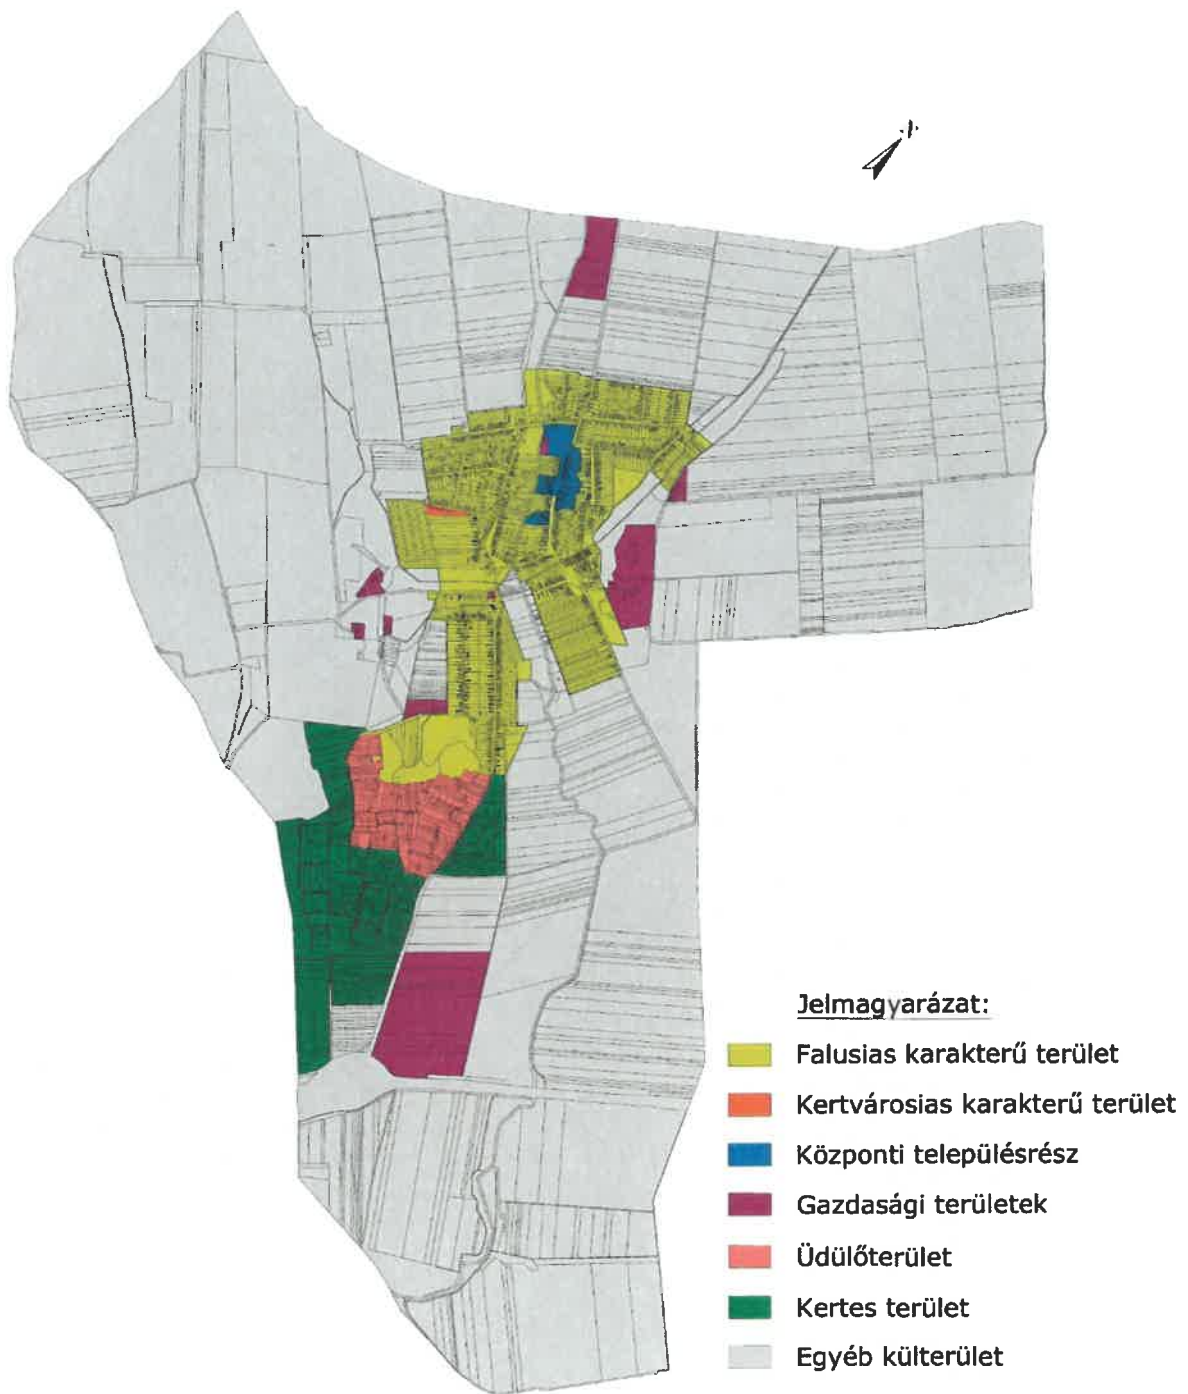 Jelmagyarázat:
Falusias karakterű terület
Kertvárosias karakterű terület
Központi településrész
Gazdasági területek
Üdülőterület
Kertes terület
Egyéb külterület